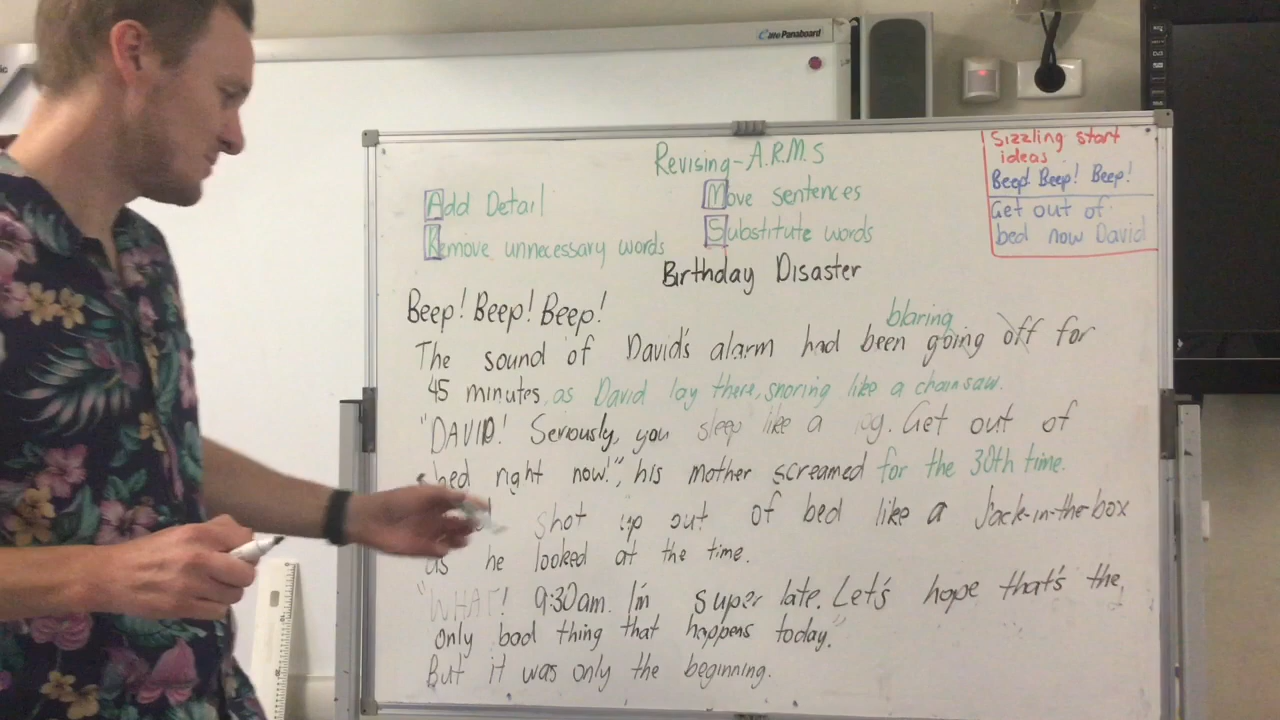 Panaboard
Revising - A.R.M.S
Add Detail
Move sentences
Remove unnecessary words
Substitute words
Sizzling start
ideas
Beep! Beep! Beep!
Get out of
bed now David
Birthday Disaster
Beep! Beep! Beep!
blaring
The sound of David's alarm had been going off for
45 minutes, as David lay there, snoring like a chainsaw.
"DAVID! Seriously, you sleep like a log. Get out of
bed right now!", his mother screamed for the 30th time.
shot up out of bed like a Jack-in-the-box
as he looked at the time.
"WHAT! 9:30am. I'm super late. Let's hope that's the
only bad thing that happens today."
But it was only the beginning.